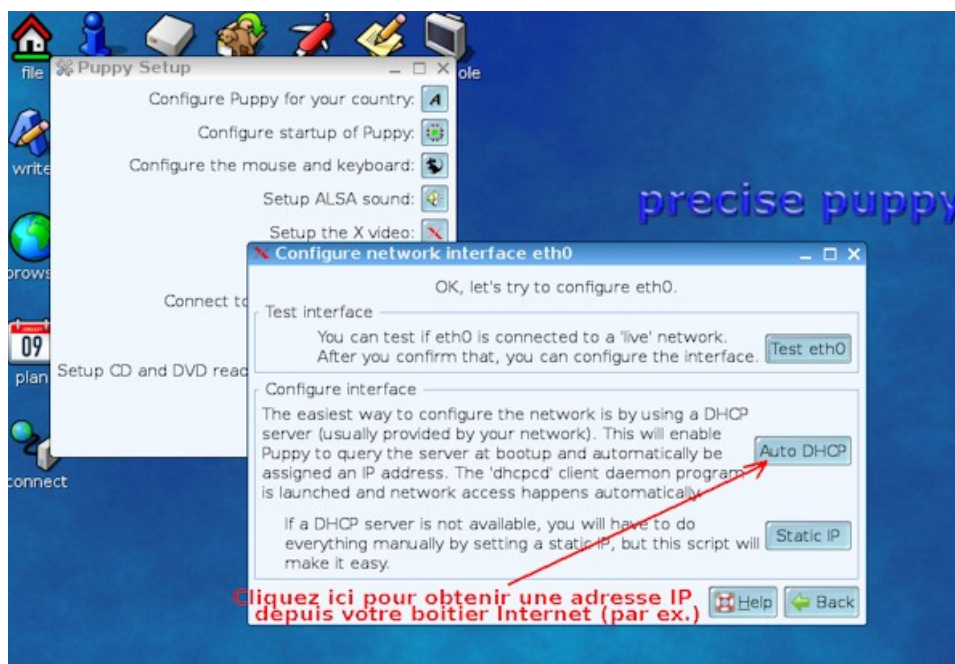 file
ole
write
brows
plan
connect
precise puppy
09
Puppy Setup
Configure Puppy for your country:
Configure startup of Puppy:
Configure the mouse and keyboard:
Setup ALSA sound:
Setup the X video:
Connect to
Setup CD and DVD read
Configure network interface eth0
OK, let's try to configure eth0.
Test interface
You can test if eth0 is connected to a 'live' network.
After you confirm that, you can configure the interface.
Test eth0
Configure interface
The easiest way to configure the network is by using a DHCP
server (usually provided by your network). This will enable
Puppy to query the server at bootup and automatically be
assigned an IP address. The 'dhcpcd' client daemon program
is launched and network access happens automatically.
Auto DHCP
If a DHCP server is not available, you will have to do
everything manually by setting a static IP, but this script will
make it easy.
Static IP
Cliquez ici pour obtenir une adresse IP
depuis votre boitier Internet (par ex.)
Help
Back